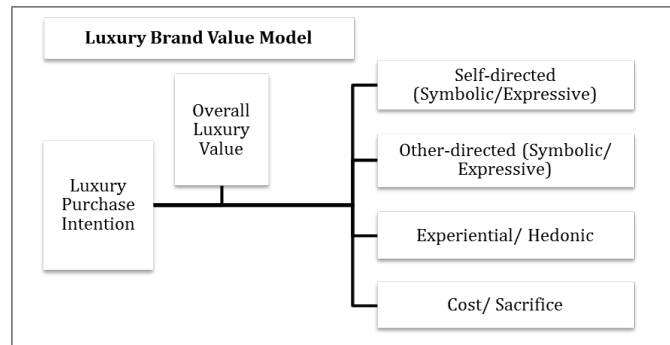 Luxury Brand Value Model
Overall
Luxury
Value
Luxury
Purchase
Intention
Self-directed
(Symbolic/Expressive)
Other-directed (Symbolic/
Expressive)
Experiential/ Hedonic
Cost/ Sacrifice